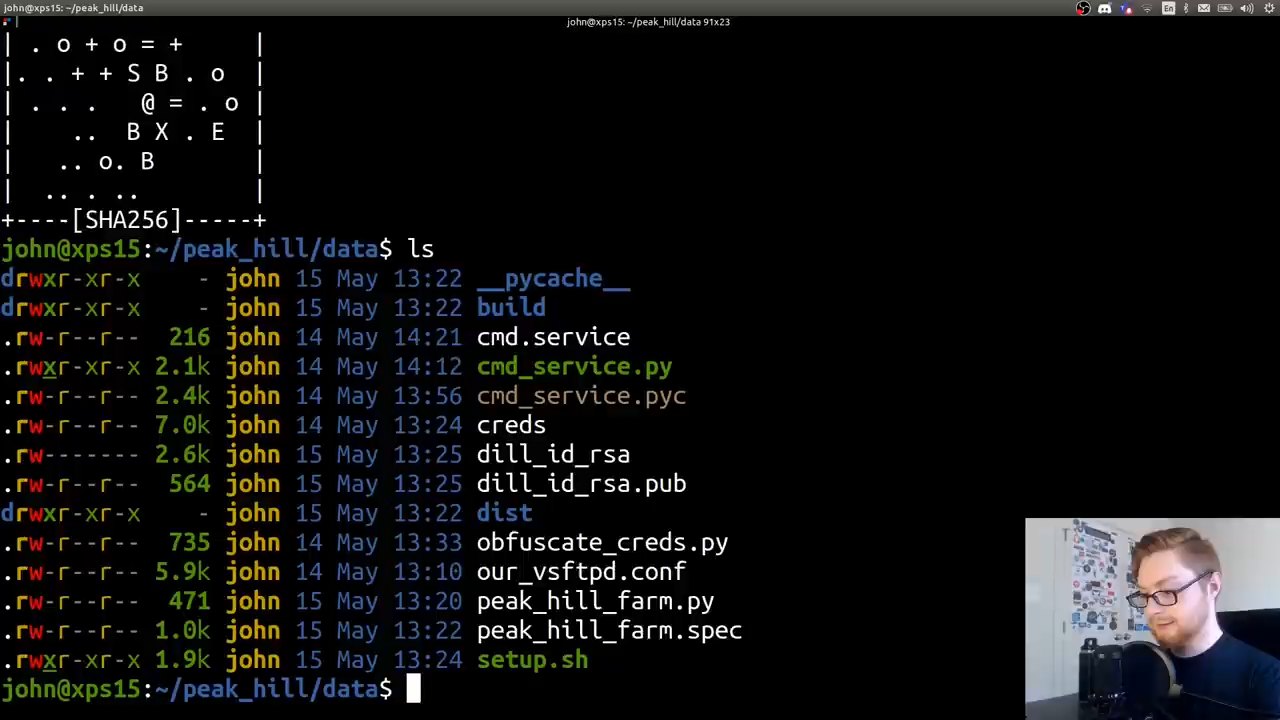 john@xps15: ~/peak_hill/data
En
john@xps15: ~/peak_hill/data 91x23
| . o + o = + |
|. . + + S B . o |
| . . . @ = . o |
| .. B X . E |
| .. o. B |
| .. . .. |
+----[SHA256]-----+
john@xps15:~/peak_hill/data$ ls
drwxr-xr-x - john 15 May 13:22 __pycache__
drwxr-xr-x - john 15 May 13:22 build
.rw-r--r-- 216 john 14 May 14:21 cmd.service
.rwxr-xr-x 2.1k john 14 May 14:12 cmd_service.py
.rw-r--r-- 2.4k john 14 May 13:56 cmd_service.pyc
.rw-r--r-- 7.0k john 15 May 13:24 creds
.rw------- 2.6k john 15 May 13:25 dill_id_rsa
.rw-r--r-- 564 john 15 May 13:25 dill_id_rsa.pub
drwxr-xr-x - john 15 May 13:22 dist
.rw-r--r-- 735 john 14 May 13:33 obfuscate_creds.py
.rw-r--r-- 5.9k john 14 May 13:10 our_vsftpd.conf
.rw-r--r-- 471 john 15 May 13:20 peak_hill_farm.py
.rw-r--r-- 1.0k john 15 May 13:22 peak_hill_farm.spec
.rwxr-xr-x 1.9k john 15 May 13:24 setup.sh
john@xps15:~/peak_hill/data$